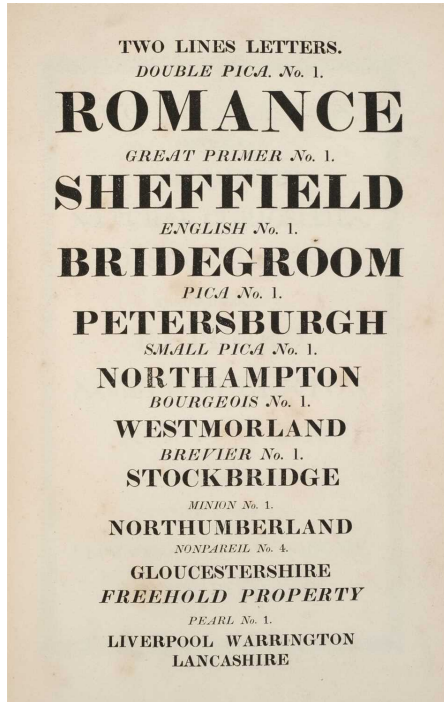 TWO LINES LETTERS.
DOUBLE PICA. No. 1.
ROMANCE
GREAT PRIMER No. 1.
SHEFFIELD
ENGLISH No. 1.
BRIDEGROOM
PICA No. 1.
PETERSBURGH
SMALL PICA No. 1.
NORTHAMPTON
BOURGEOIS No. 1.
WESTMORLAND
BREVIER No. 1.
STOCKBRIDGE
MINION No. 1.
NORTHUMBERLAND
NONPAREIL No. 4.
GLOUCESTERSHIRE
FREEHOLD PROPERTY
PEARL No. 1.
LIVERPOOL WARRINGTON
LANCASHIRE